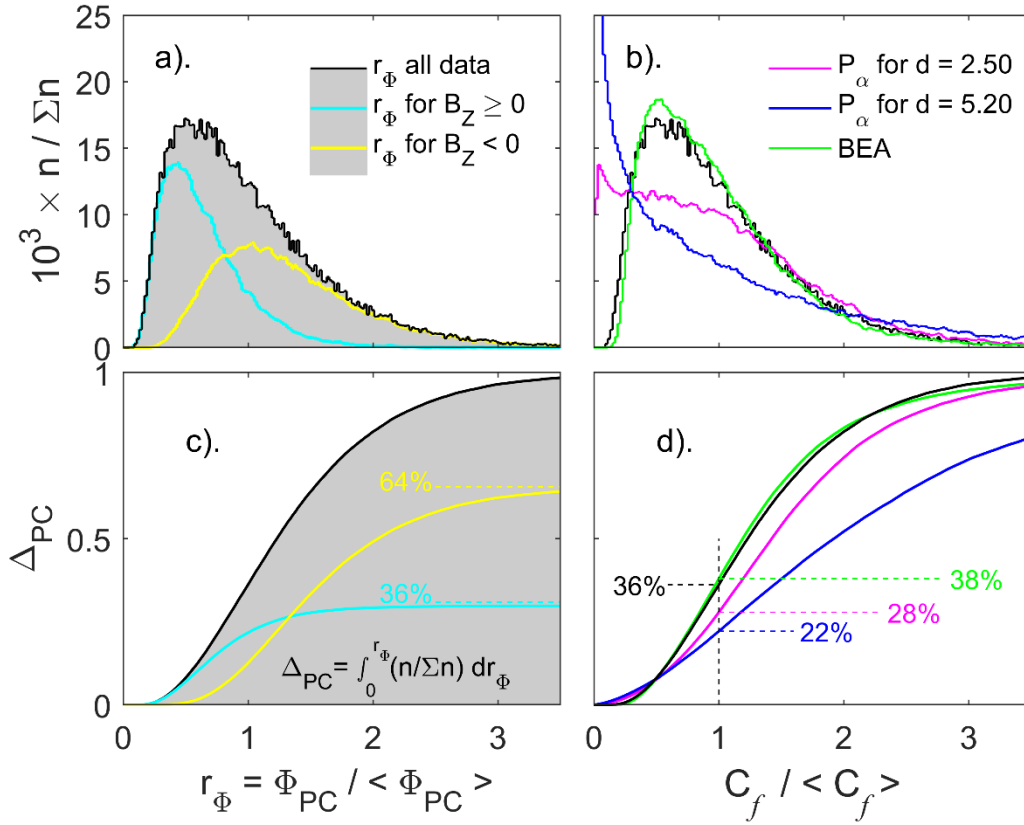 a).
r_Φ all data
r_Φ for B_Z ≥ 0
r_Φ for B_Z < 0
10³ × n / Σn
25
20
15
10
5
0
b).
P_α for d = 2.50
P_α for d = 5.20
BEA
c).
64%
36%
Δ_PC = ∫_0^{r_Φ} (n/Σn) dr_Φ
Δ_PC
1
0.5
0
0 1 2 3
r_Φ = Φ_PC / < Φ_PC >
d).
36%
38%
28%
22%
0 1 2 3
C_f / < C_f >